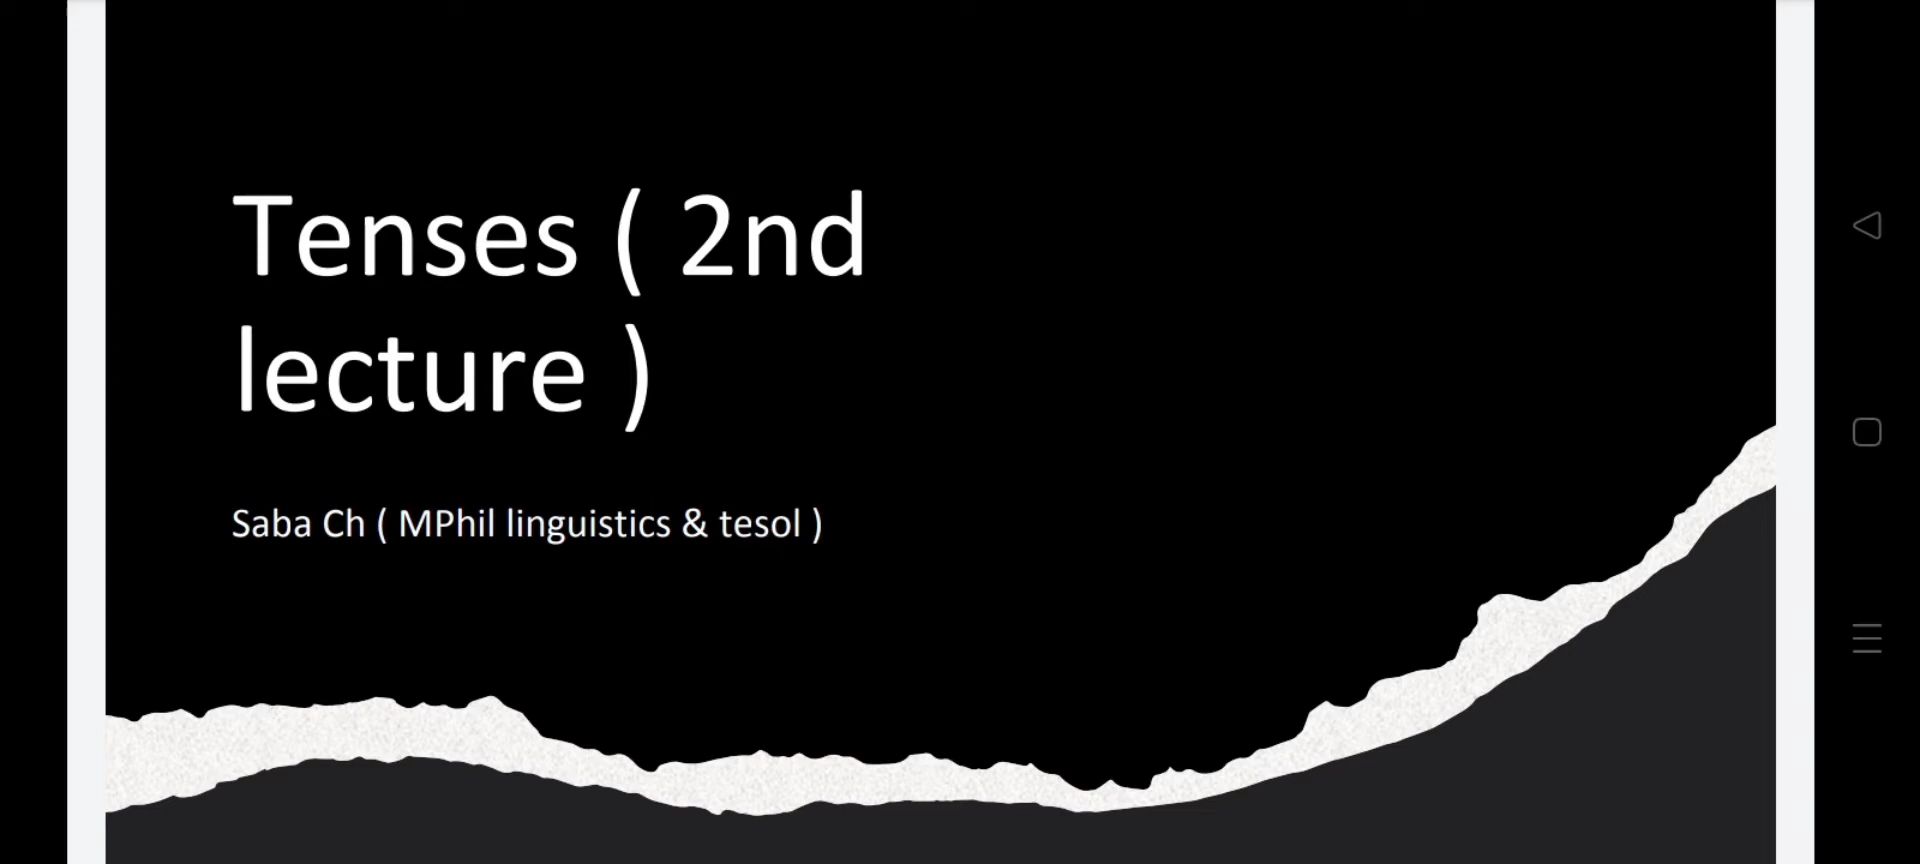 Tenses ( 2nd
lecture )
Saba Ch ( MPhil linguistics & tesol )